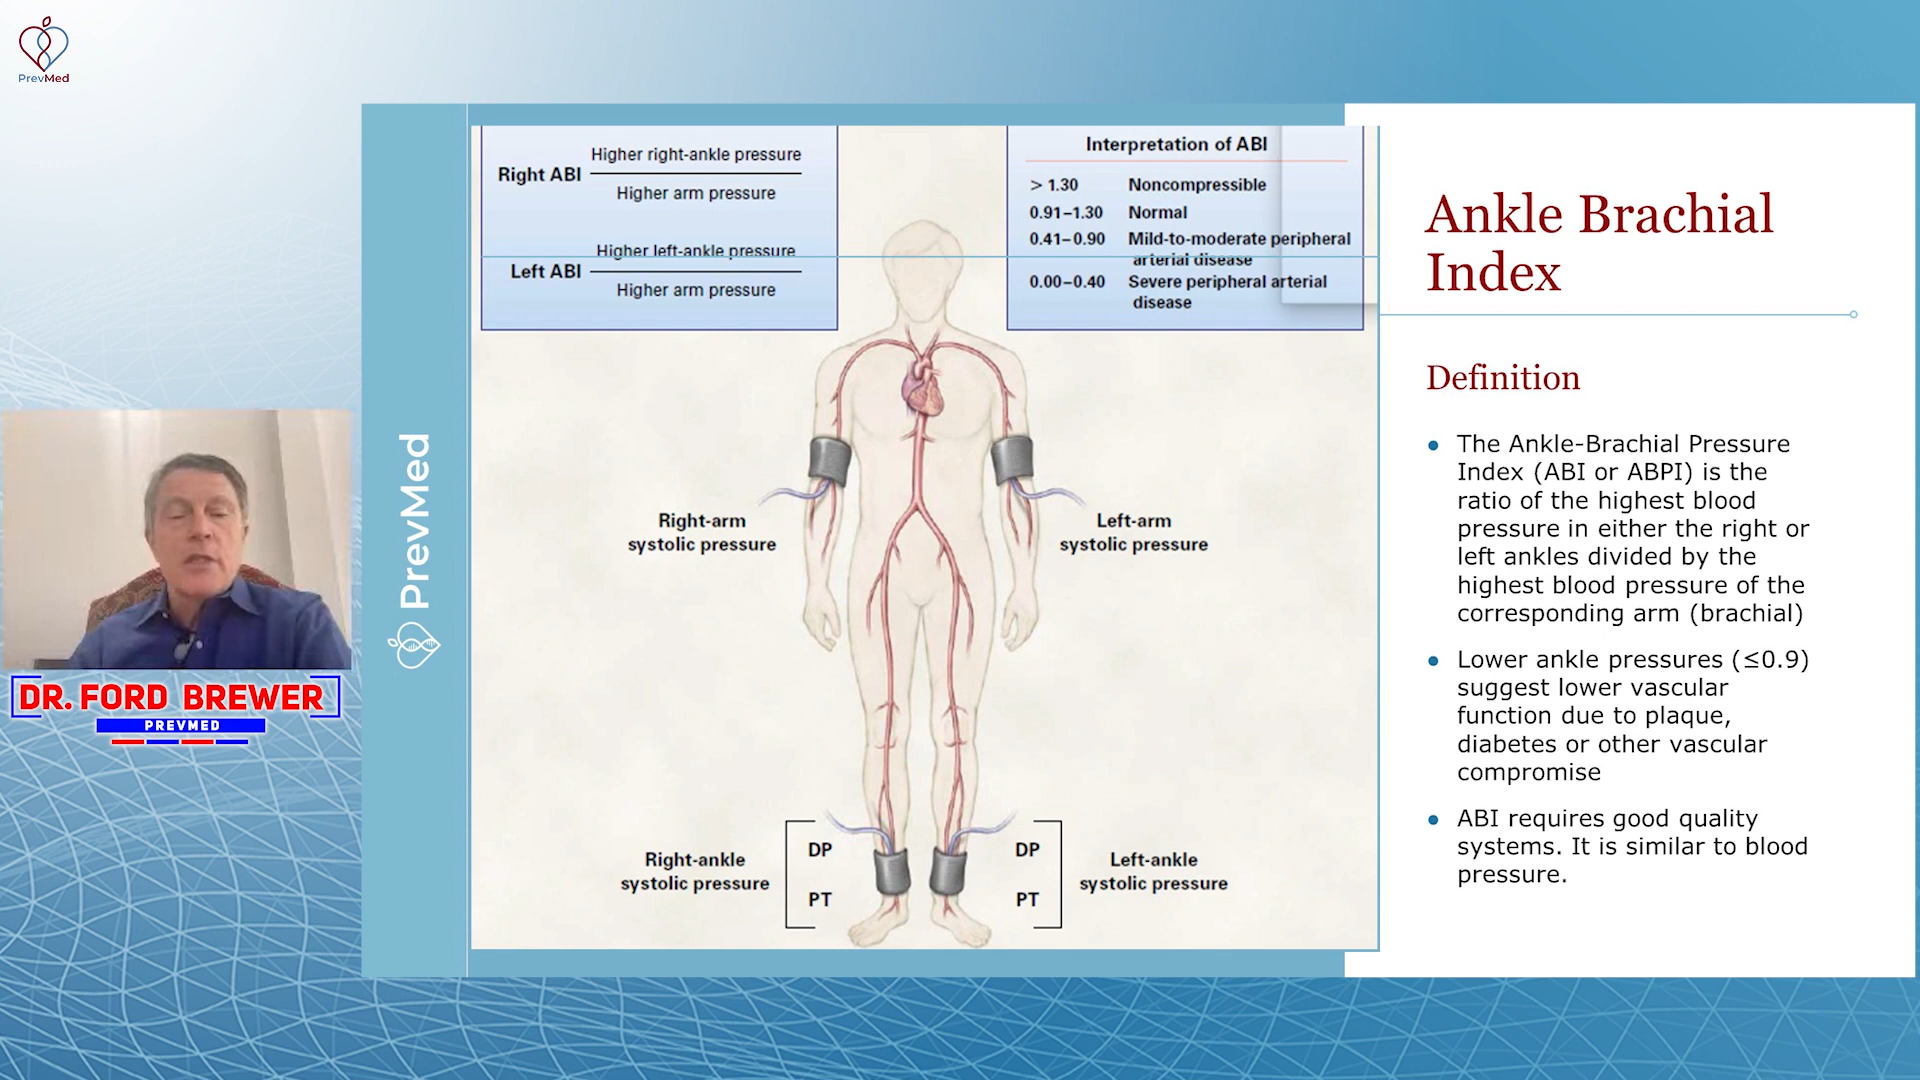 PrevMed
DR. FORD BREWER
PREVMED
PrevMed
Right ABI
Higher right-ankle pressure
Higher arm pressure
Left ABI
Higher left-ankle pressure
Higher arm pressure
Interpretation of ABI
> 1.30 Noncompressible
0.91–1.30 Normal
0.41–0.90 Mild-to-moderate peripheral
arterial disease
0.00–0.40 Severe peripheral arterial
disease
Right-arm
systolic pressure
Left-arm
systolic pressure
Right-ankle
systolic pressure
DP
PT
DP
PT
Left-ankle
systolic pressure
Ankle Brachial
Index
Definition
● The Ankle-Brachial Pressure
Index (ABI or ABPI) is the
ratio of the highest blood
pressure in either the right or
left ankles divided by the
highest blood pressure of the
corresponding arm (brachial)
● Lower ankle pressures (≤0.9)
suggest lower vascular
function due to plaque,
diabetes or other vascular
compromise
● ABI requires good quality
systems. It is similar to blood
pressure.